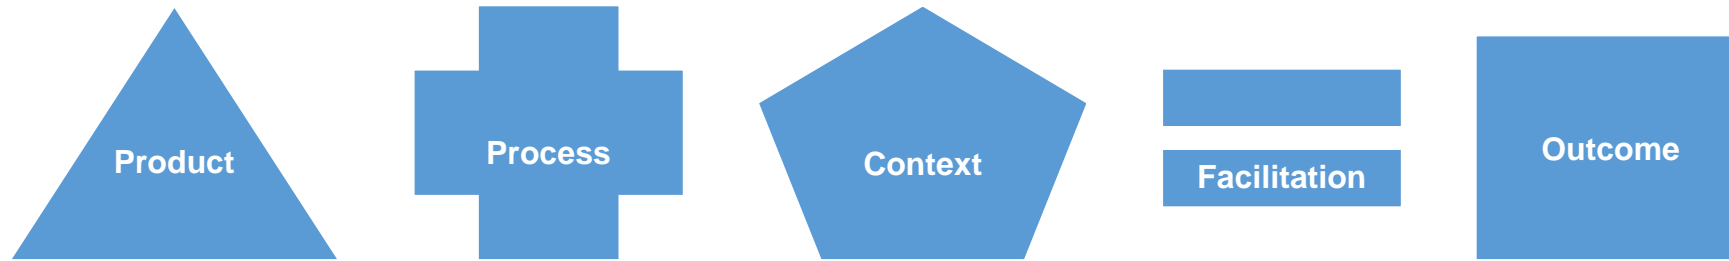 Product
Process
Context
Facilitation
Outcome